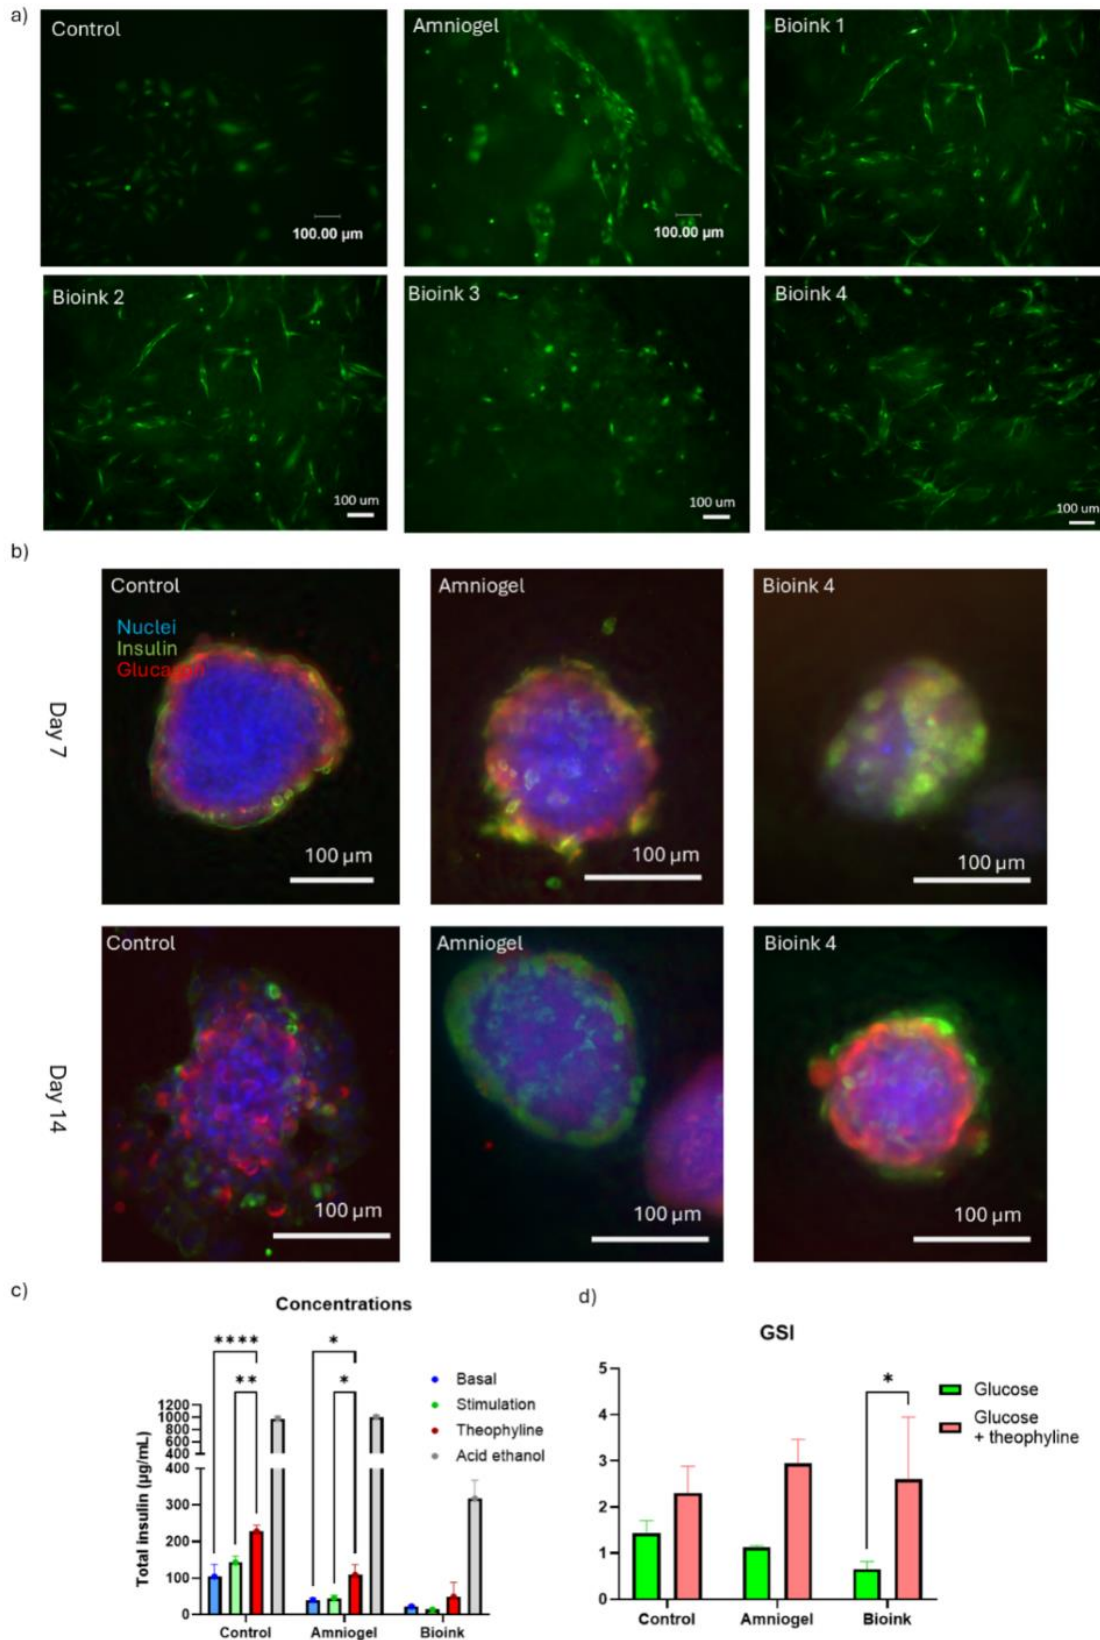 a)
Control
100.00 µm
Amniogel
100.00 µm
Bioink 1
Bioink 2
100 um
Bioink 3
100 um
Bioink 4
100 um
b)
Day 7
Control
Nuclei
Insulin
Glucagon
100 µm
Amniogel
100 µm
Bioink 4
100 µm
Day 14
Control
100 µm
Amniogel
100 µm
Bioink 4
100 µm
c)
Concentrations
****
**
*
*
Total insulin (µg/mL)
1200
1000
800
600
400
400
300
200
100
0
Control
Amniogel
Bioink
Basal
Stimulation
Theophyline
Acid ethanol
d)
GSI
*
5
4
3
2
1
0
Control
Amniogel
Bioink
Glucose
Glucose
+ theophyline